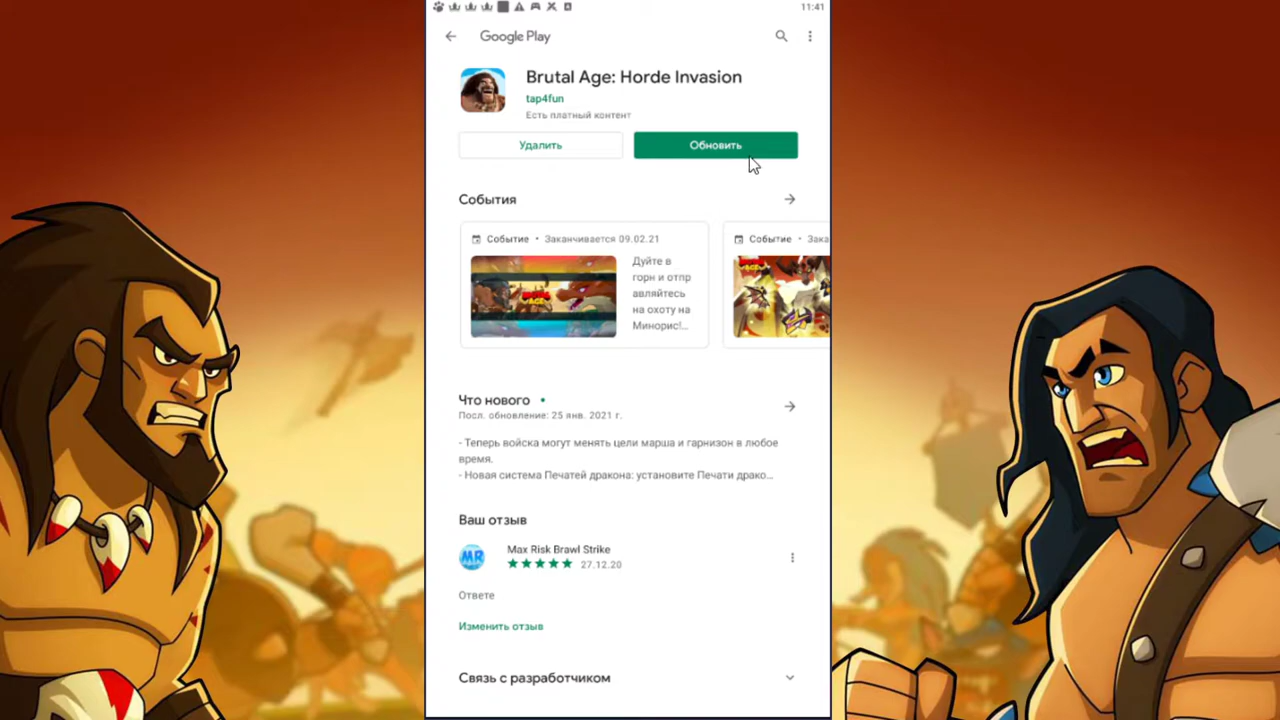 11:41
Google Play
Brutal Age: Horde Invasion
tap4fun
Есть платный контент
Удалить
Обновить
События
Событие • Заканчивается 09.02.21
Дуйте в
горн и отпр
авляйтесь
на охоту на
Минорис!...
Событие • Зака
Что нового
Посл. обновление: 25 янв. 2021 г.
- Теперь войска могут менять цели марша и гарнизон в любое
время.
- Новая система Печатей дракона: установите Печати драко...
Ваш отзыв
MR
Max Risk Brawl Strike
27.12.20
Ответе
Изменить отзыв
Связь с разработчиком